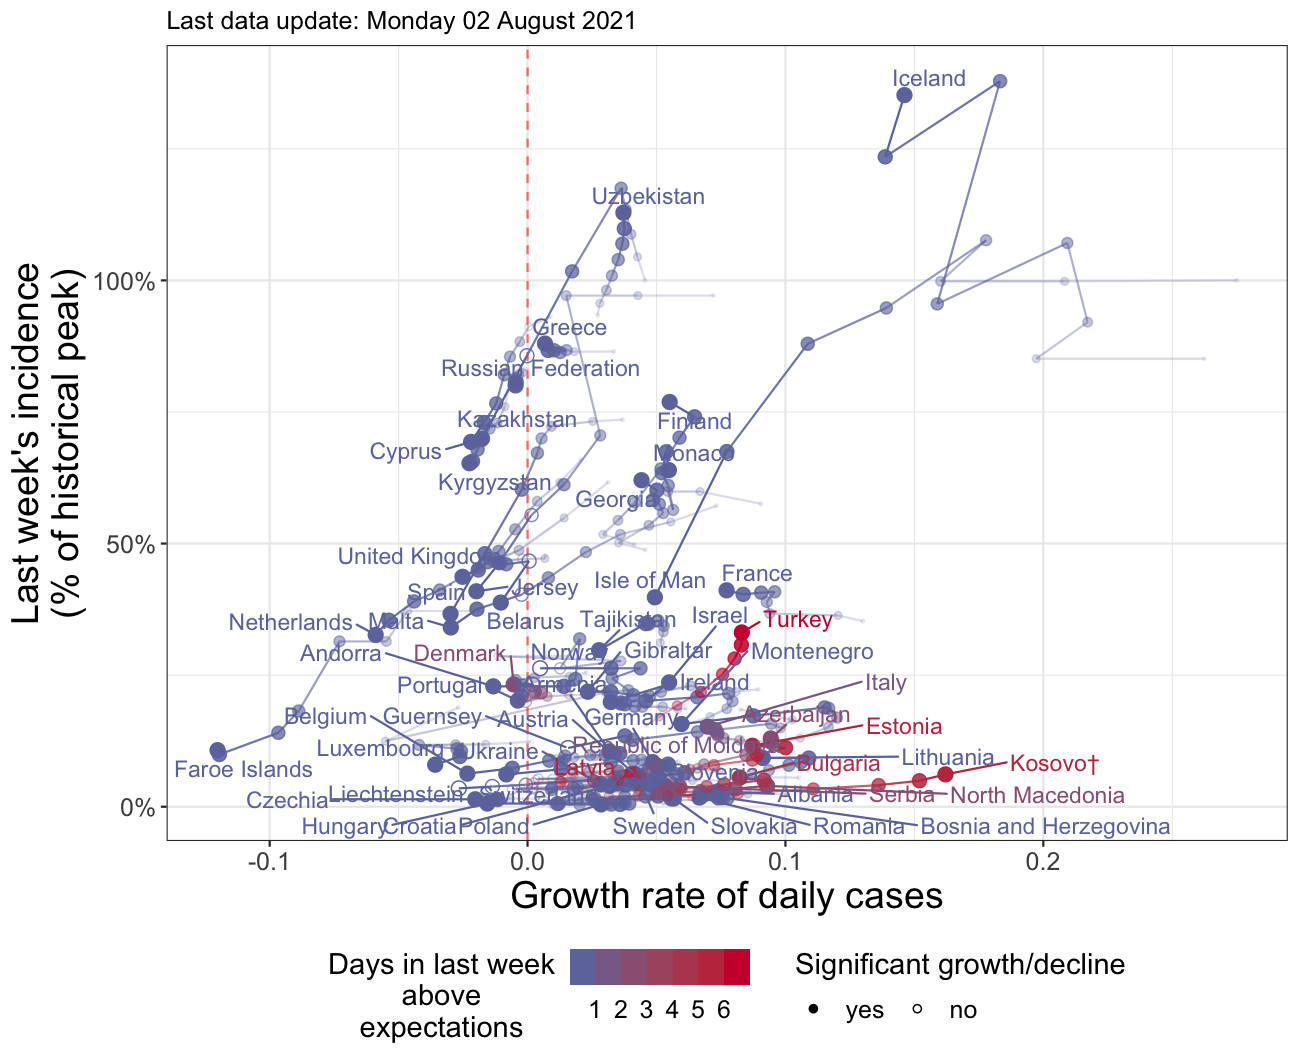 Last data update: Monday 02 August 2021
Last week's incidence
(% of historical peak)
100%
50%
0%
Iceland
Uzbekistan
Greece
Russian Federation
Kazakhstan
Finland
Cyprus
Monaco
Kyrgyzstan
Georgia
United Kingdom
Isle of Man
France
Spain
Jersey
Netherlands
Malta
Belarus
Tajikistan
Israel
Turkey
Andorra
Denmark
Norway
Gibraltar
Montenegro
Portugal
Armenia
Ireland
Italy
Belgium
Guernsey
Austria
Germany
Azerbaijan
Estonia
Luxembourg
Ukraine
Republic of Moldova
Lithuania
Faroe Islands
Latvia
Slovenia
Bulgaria
Kosovo†
Czechia
Liechtenstein
Switzerland
Albania
Serbia
North Macedonia
Hungary
Croatia
Poland
Sweden
Slovakia
Romania
Bosnia and Herzegovina
-0.1
0.0
0.1
0.2
Growth rate of daily cases
Days in last week
above
expectations
1 2 3 4 5 6
Significant growth/decline
yes
no